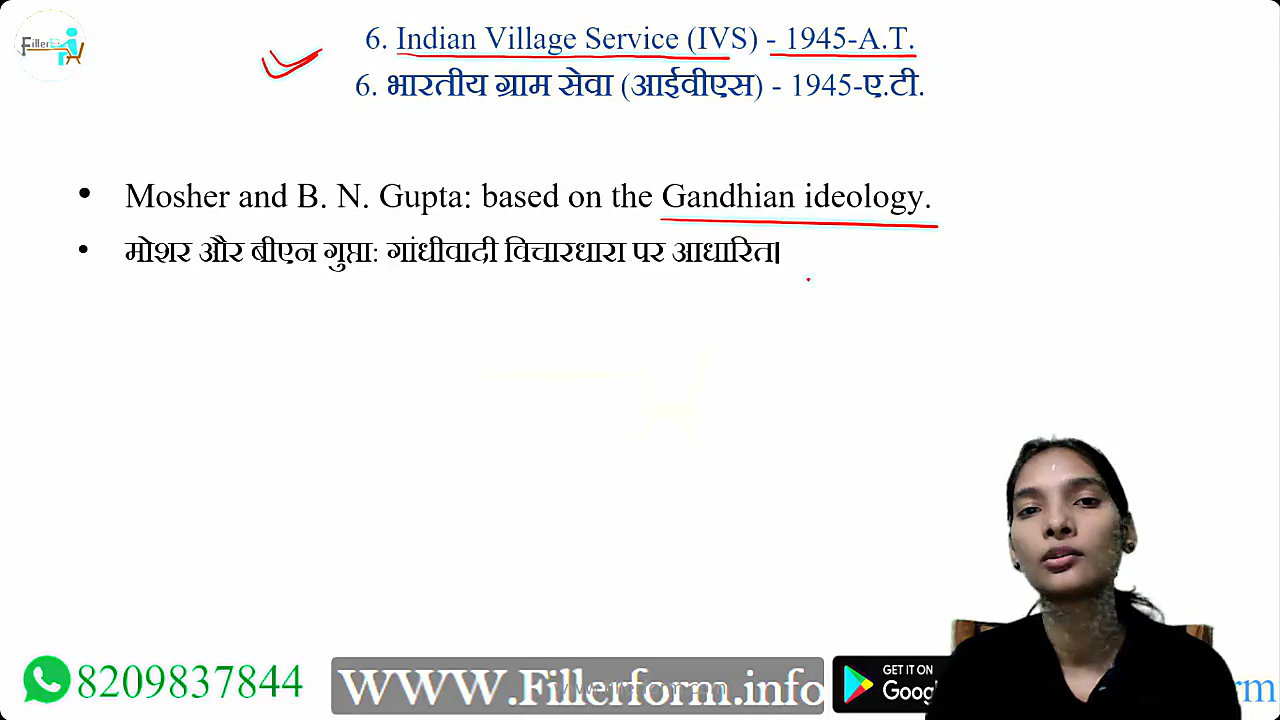 Filler
6. Indian Village Service (IVS) - 1945-A.T.
6. भारतीय ग्राम सेवा (आईवीएस) - 1945-ए.टी.
• Mosher and B. N. Gupta: based on the Gandhian ideology.
• मोशर और बीएन गुप्ता: गांधीवादी विचारधारा पर आधारित।
8209837844
WWW.Fillerform.info
GET IT ON
Goog
rm